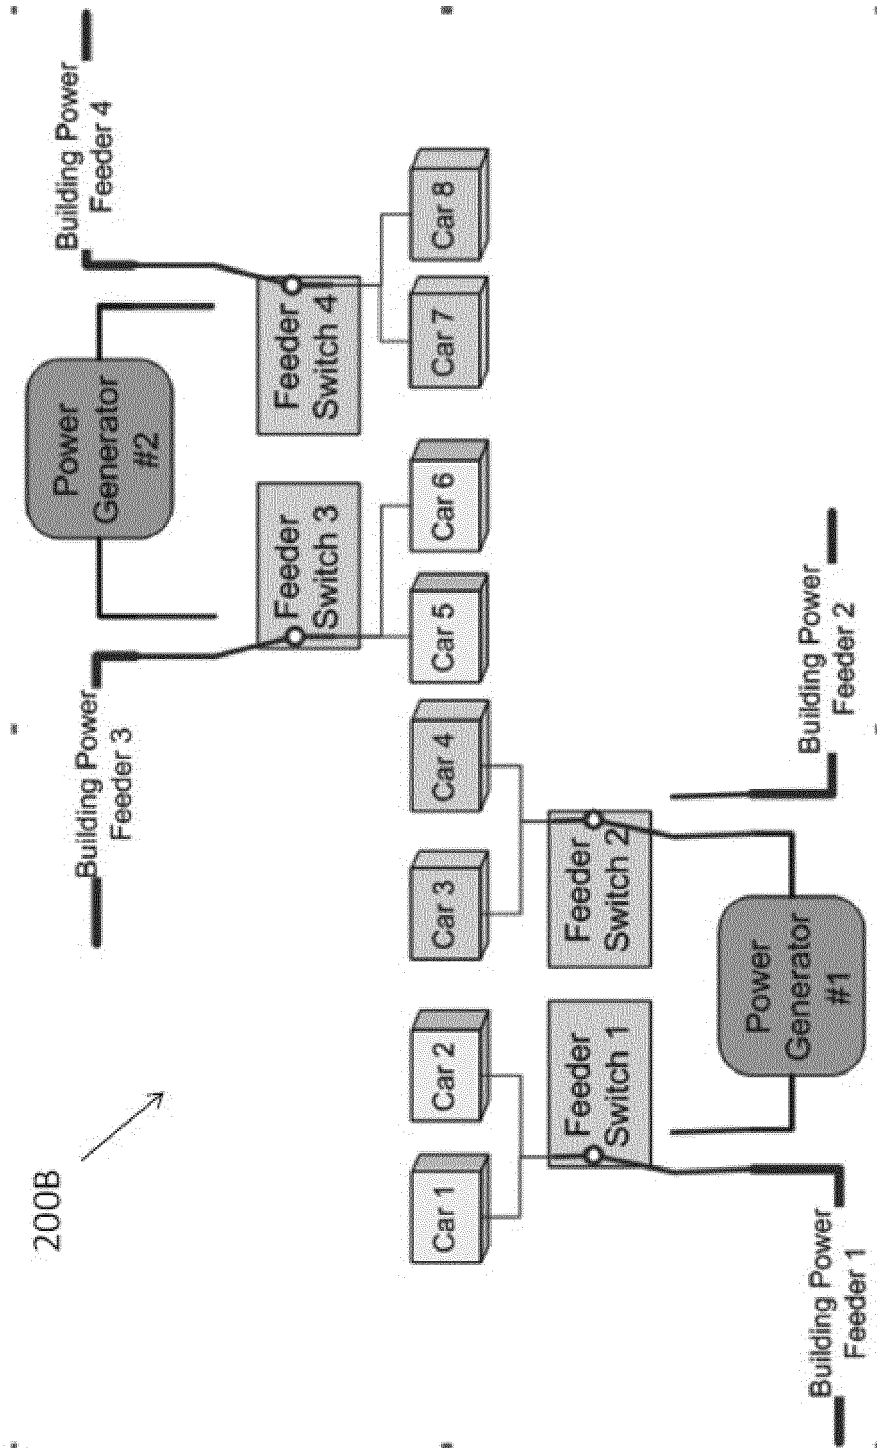 200B
Building Power
Feeder 3
Power
Generator
#2
Building Power
Feeder 4
Feeder
Switch 3
Feeder
Switch 4
Car 1
Car 2
Car 3
Car 4
Car 5
Car 6
Car 7
Car 8
Feeder
Switch 1
Feeder
Switch 2
Building Power
Feeder 1
Power
Generator
#1
Building Power
Feeder 2